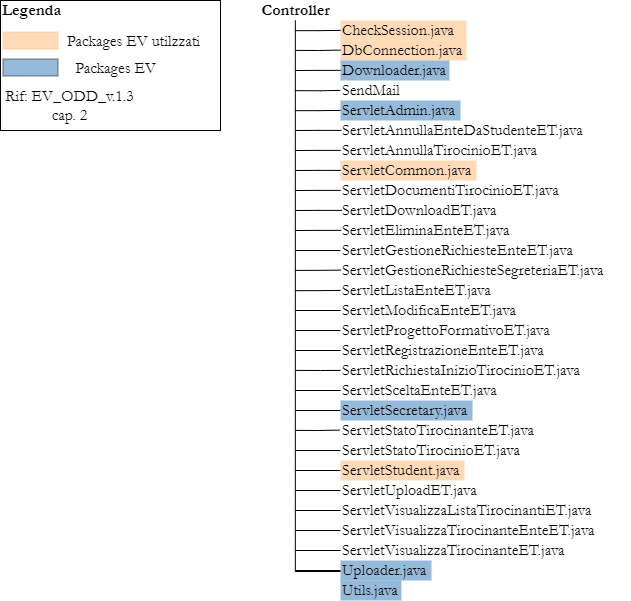 Legenda
Packages EV utilzzati
Packages EV
Rif: EV_ODD_v.1.3
cap. 2
Controller
CheckSession.java
DbConnection.java
Downloader.java
SendMail
ServletAdmin.java
ServletAnnullaEnteDaStudenteET.java
ServletAnnullaTirocinioET.java
ServletCommon.java
ServletDocumentiTirocinioET.java
ServletDownloadET.java
ServletEliminaEnteET.java
ServletGestioneRichiesteEnteET.java
ServletGestioneRichiesteSegreteriaET.java
ServletListaEnteET.java
ServletModificaEnteET.java
ServletProgettoFormativoET.java
ServletRegistrazioneEnteET.java
ServletRichiestaInizioTirocinioET.java
ServletSceltaEnteET.java
ServletSecretary.java
ServletStatoTirocinanteET.java
ServletStatoTirocinioET.java
ServletStudent.java
ServletUploadET.java
ServletVisualizzaListaTirocinantiET.java
ServletVisualizzaTirocinanteEnteET.java
ServletVisualizzaTirocinanteET.java
Uploader.java
Utils.java